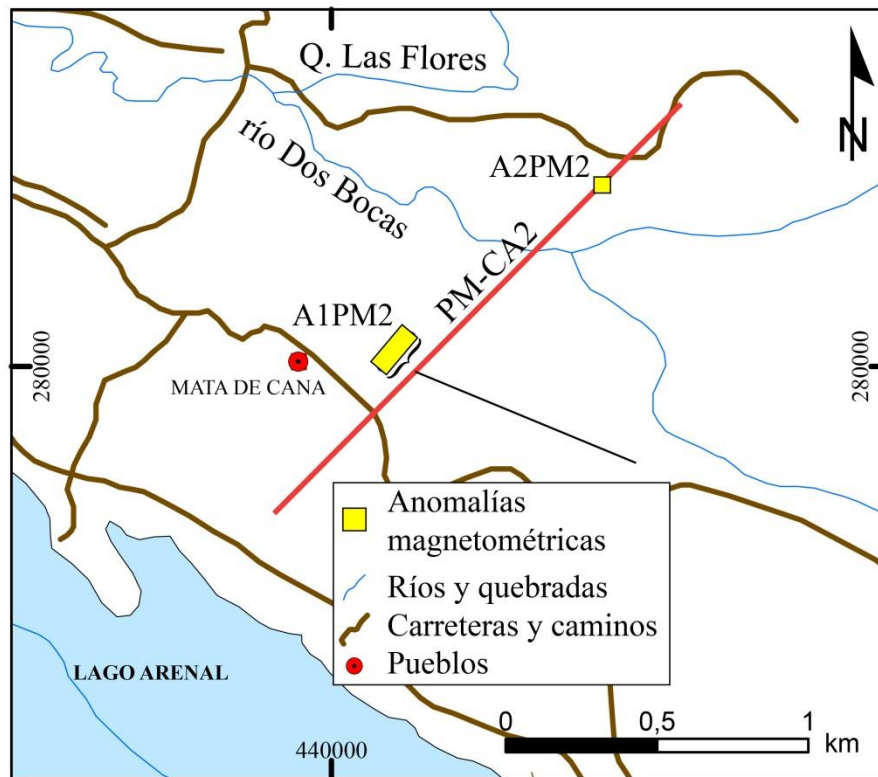 Q. Las Flores
N
río Dos Bocas
A2PM2
PM-CA2
A1PM2
280000
280000
MATA DE CANA
Anomalías
magnetométricas
Ríos y quebradas
Carreteras y caminos
Pueblos
LAGO ARENAL
0 0,5 1
km
440000